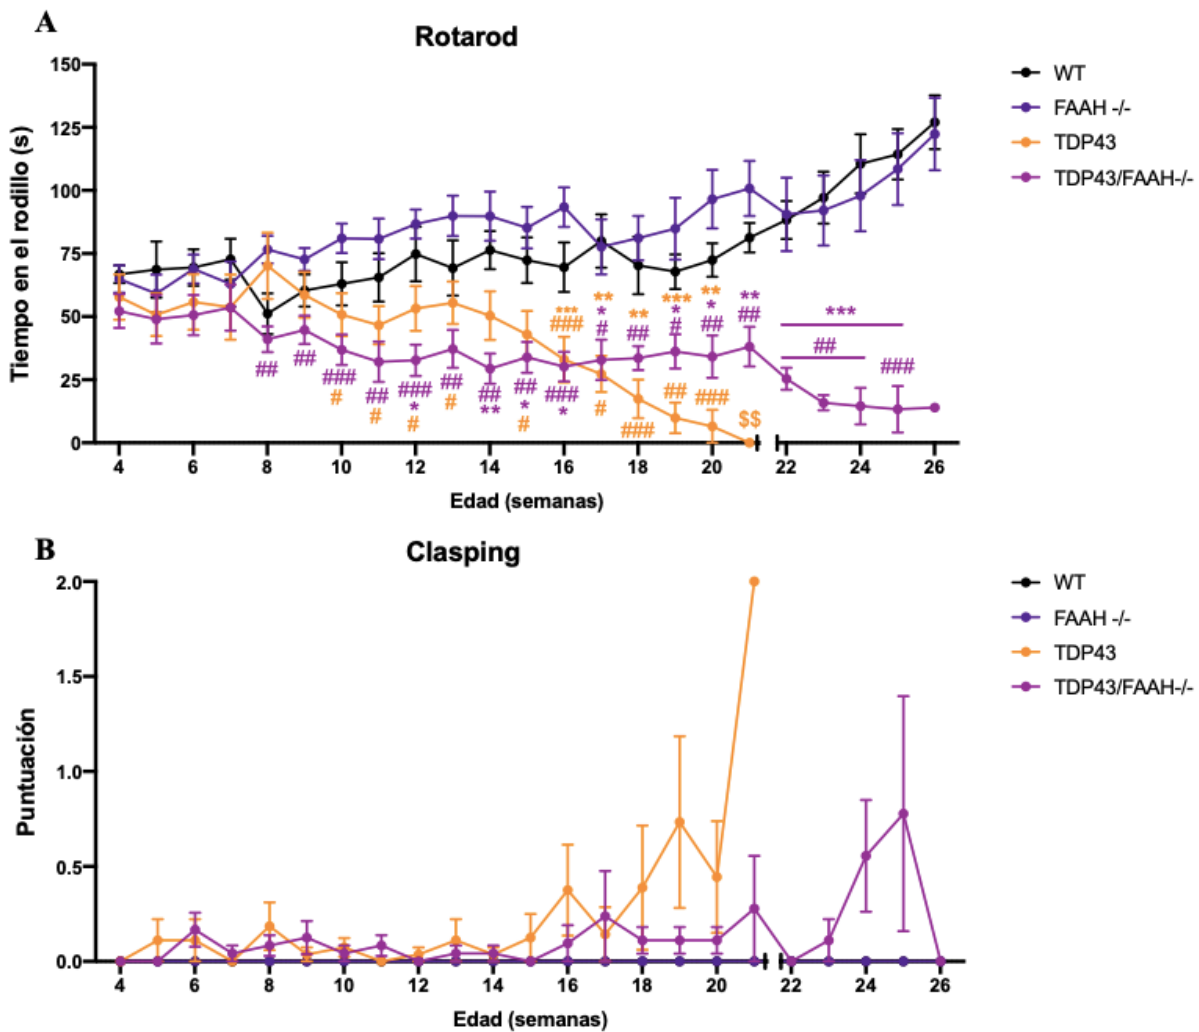 A
Rotarod
150
125
100
75
50
25
0
Tiempo en el rodillo (s)
WT
FAAH -/-
TDP43
TDP43/FAAH-/-
*** ** ** *** ** ** ***
### * ** * * ## ##
# ## # ## ###
## ## ### ## ### ## ## ## ### ## ###
# # * # ** * * # ### $$
# #
4 6 8 10 12 14 16 18 20 22 24 26
Edad (semanas)
B
Clasping
2.0
1.5
1.0
0.5
0.0
Puntuación
WT
FAAH -/-
TDP43
TDP43/FAAH-/-
4 6 8 10 12 14 16 18 20 22 24 26
Edad (semanas)